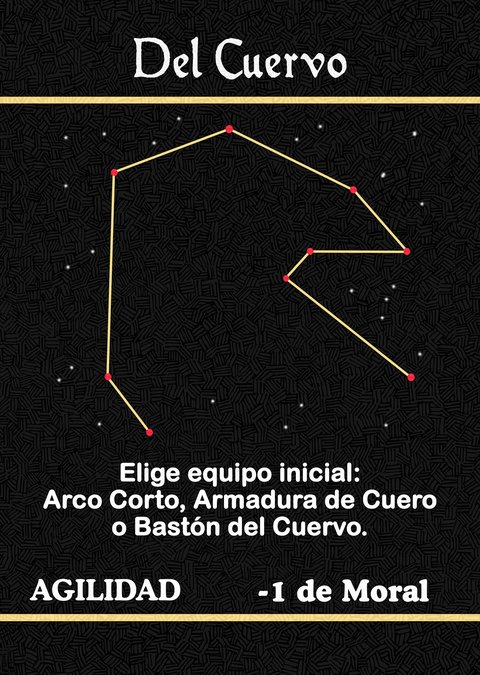 Del Cuervo
Elige equipo inicial:
Arco Corto, Armadura de Cuero
o Bastón del Cuervo.
AGILIDAD
-1 de Moral